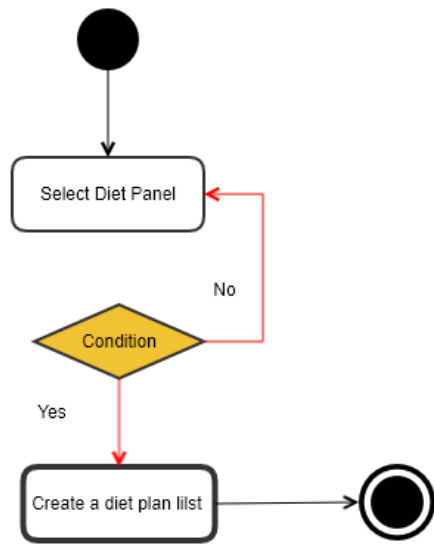 Select Diet Panel
No
Condition
Yes
Create a diet plan lilst